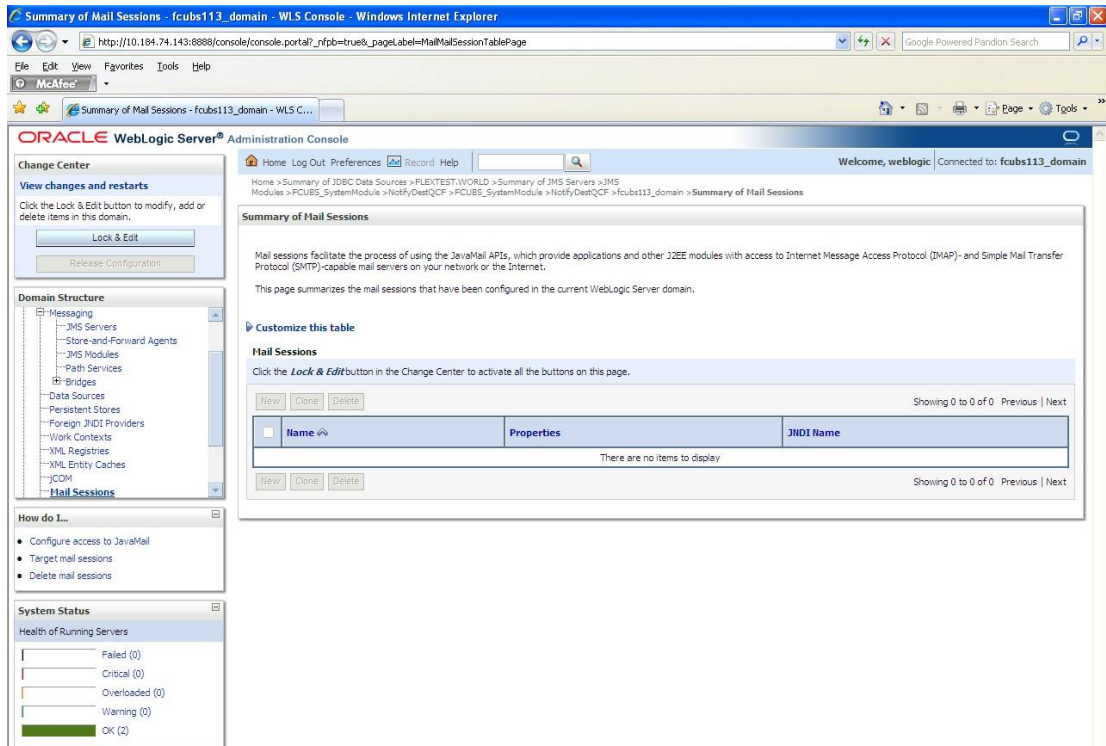 Summary of Mail Sessions - fcubs113_domain - WLS Console - Windows Internet Explorer
http://10.184.74.143:8888/console/console.portal?_nfpb=true&_pageLabel=MailMailSessionTablePage
Google Powered Pandion Search
File Edit View Favorites Tools Help
McAfee
Summary of Mail Sessions - fcubs113_domain - WLS C...
Page Tools
ORACLE WebLogic Server® Administration Console
Change Center
View changes and restarts
Click the Lock & Edit button to modify, add or
delete items in this domain.
Lock & Edit
Release Configuration
Domain Structure
Messaging
JMS Servers
Store-and-Forward Agents
JMS Modules
Path Services
Bridges
Data Sources
Persistent Stores
Foreign JNDI Providers
Work Contexts
XML Registries
XML Entity Caches
jCOM
Mail Sessions
How do I...
Configure access to JavaMail
Target mail sessions
Delete mail sessions
System Status
Health of Running Servers
Failed (0)
Critical (0)
Overloaded (0)
Warning (0)
OK (2)
Home Log Out Preferences Record Help
Welcome, weblogic Connected to: fcubs113_domain
Home >Summary of JDBC Data Sources >FLEXTEST.WORLD >Summary of JMS Servers >JMS
Modules >FCUBS_SystemModule >NotifyDestQCF >FCUBS_SystemModule >NotifyDestQCF >fcubs113_domain >Summary of Mail Sessions
Summary of Mail Sessions
Mail sessions facilitate the process of using the JavaMail APIs, which provide applications and other J2EE modules with access to Internet Message Access Protocol (IMAP)- and Simple Mail Transfer
Protocol (SMTP)-capable mail servers on your network or the Internet.
This page summarizes the mail sessions that have been configured in the current WebLogic Server domain.
Customize this table
Mail Sessions
Click the Lock & Edit button in the Change Center to activate all the buttons on this page.
New Clone Delete Showing 0 to 0 of 0 Previous | Next
Name Properties JNDI Name
There are no items to display
New Clone Delete Showing 0 to 0 of 0 Previous | Next